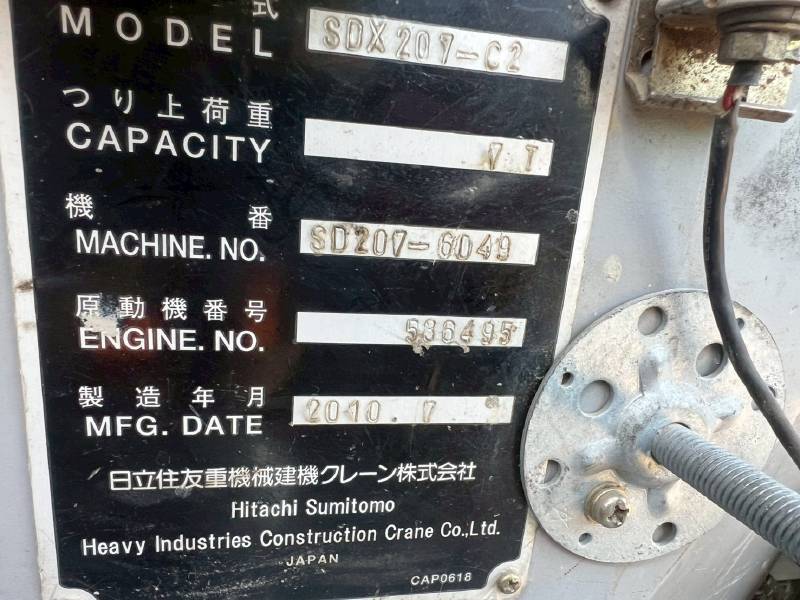 式
MODEL SDX207-C2
つり上荷重
CAPACITY 7 T
機 番
MACHINE. NO. SD207-6049
原動機番号
ENGINE. NO. 536495
製造年月
MFG. DATE 2010. 7
日立住友重機械建機クレーン株式会社
Hitachi Sumitomo
Heavy Industries Construction Crane Co.,Ltd.
JAPAN
CAP0618